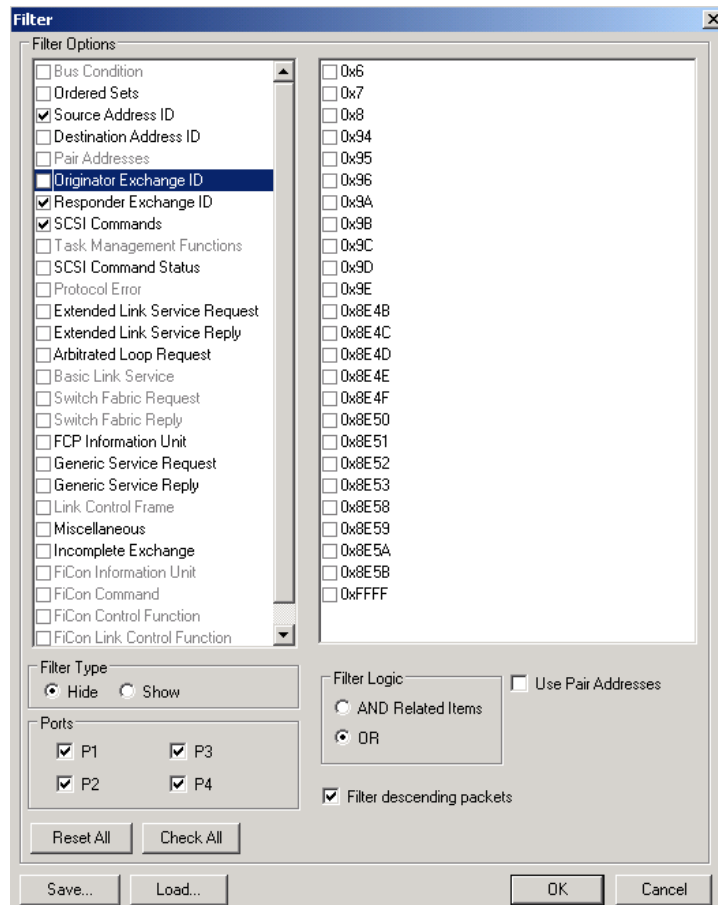 Filter
Filter Options
Bus Condition
Ordered Sets
Source Address ID
Destination Address ID
Pair Addresses
Originator Exchange ID
Responder Exchange ID
SCSI Commands
Task Management Functions
SCSI Command Status
Protocol Error
Extended Link Service Request
Extended Link Service Reply
Arbitrated Loop Request
Basic Link Service
Switch Fabric Request
Switch Fabric Reply
FCP Information Unit
Generic Service Request
Generic Service Reply
Link Control Frame
Miscellaneous
Incomplete Exchange
FiCon Information Unit
FiCon Command
FiCon Control Function
FiCon Link Control Function
0x6
0x7
0x8
0x94
0x95
0x96
0x9A
0x9B
0x9C
0x9D
0x9E
0x8E4B
0x8E4C
0x8E4D
0x8E4E
0x8E4F
0x8E50
0x8E51
0x8E52
0x8E53
0x8E58
0x8E59
0x8E5A
0x8E5B
0xFFFF
Filter Type
Hide Show
Ports
P1 P3
P2 P4
Filter Logic
AND Related Items
OR
Use Pair Addresses
Filter descending packets
Reset All Check All
Save... Load... OK Cancel